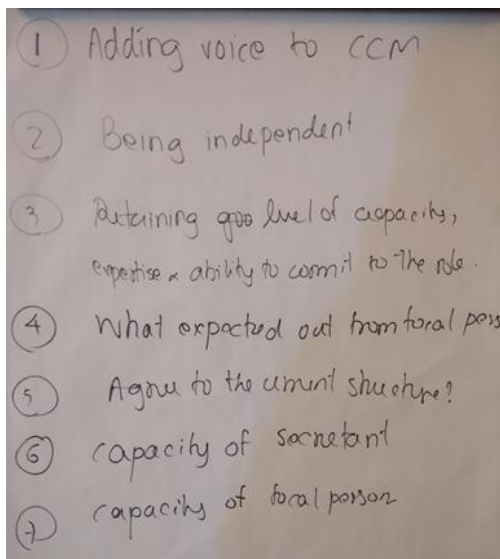 1 Adding voice to CCM
2 Being independent
3 Retaining goo level of capacity,
expertise & ability to commit to the role.
4 What expected out from focal pers
5 Agree to the current structure?
6 capacity of
7 capacity of focal person